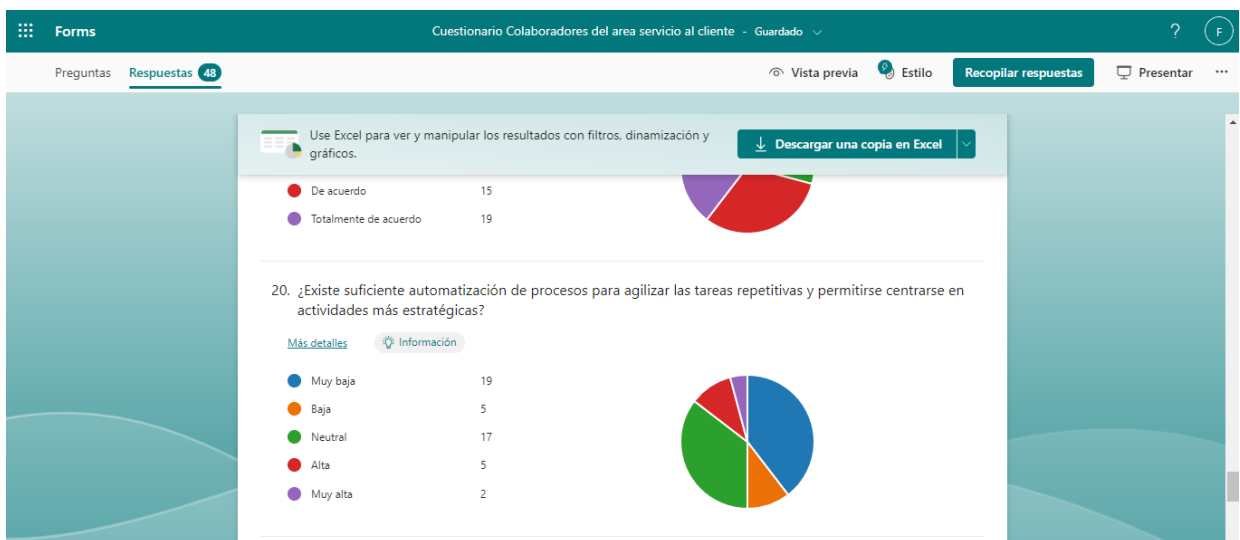 Forms
Cuestionario Colaboradores del area servicio al cliente - Guardado
?
F
Preguntas Respuestas 48
Vista previa
Estilo
Recopilar respuestas
Presentar
...
Use Excel para ver y manipular los resultados con filtros, dinamización y
gráficos.
Descargar una copia en Excel
De acuerdo 15
Totalmente de acuerdo 19
20. ¿Existe suficiente automatización de procesos para agilizar las tareas repetitivas y permitirse centrarse en
actividades más estratégicas?
Más detalles
Información
Muy baja 19
Baja 5
Neutral 17
Alta 5
Muy alta 2